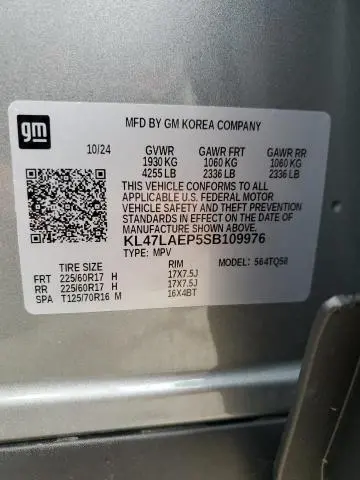 gm
MFD BY GM KOREA COMPANY
10/24 GVWR GAWR FRT GAWR RR
1930 KG 1060 KG 1060 KG
4255 LB 2336 LB 2336 LB
THIS VEHICLE CONFORMS TO ALL
APPLICABLE U.S. FEDERAL MOTOR
VEHICLE SAFETY AND THEFT PREVENTION
STANDARDS IN EFFECT ON THE DATE OF
MANUFACTURE SHOWN ABOVE.
KL47LAEP5SB109976
TYPE: MPV
TIRE SIZE RIM MODEL: 564TQ58
FRT 225/60R17 H 17X7.5J
RR 225/60R17 H 17X7.5J
SPA T125/70R16 M 16X4BT